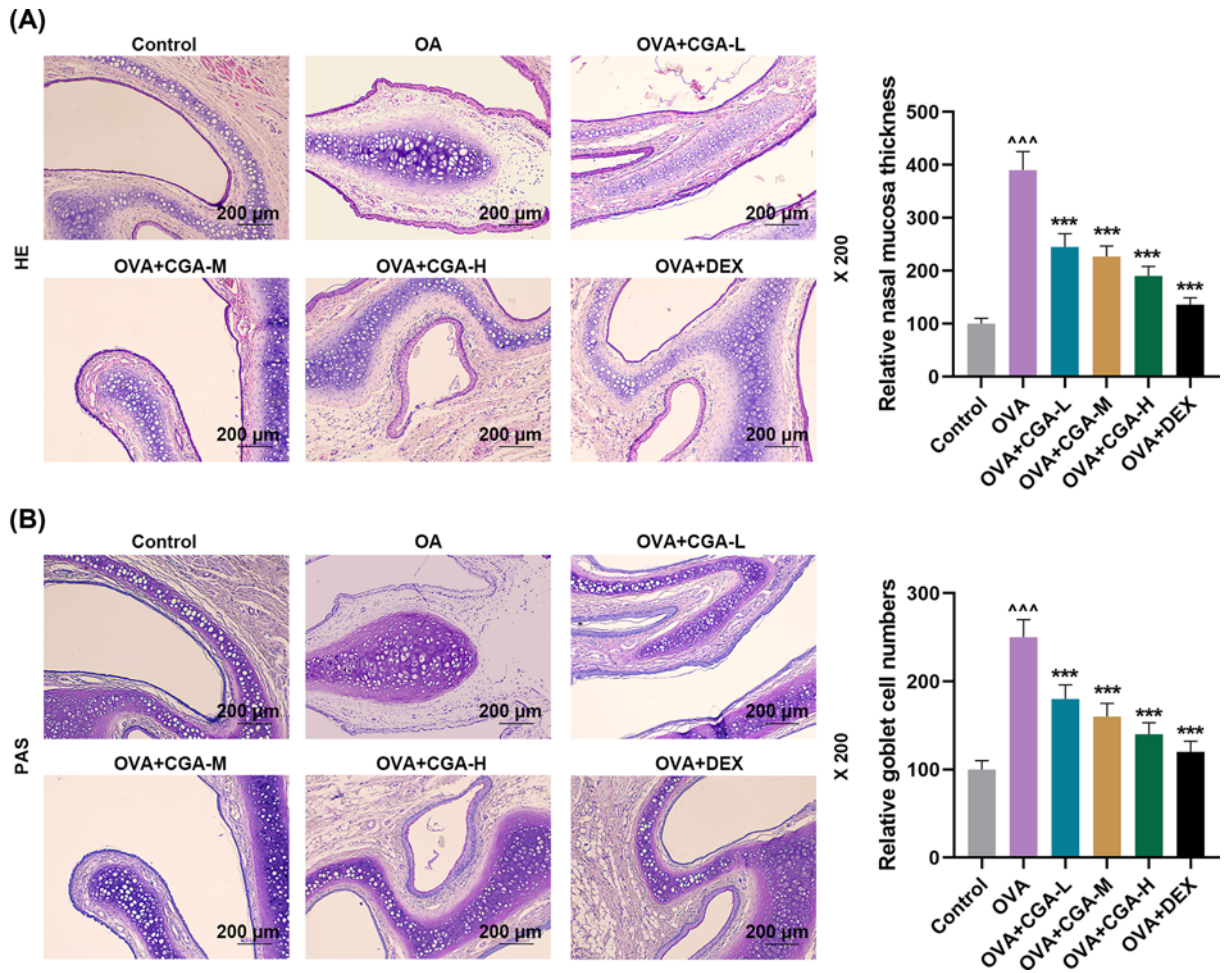 (A)
Control OA OVA+CGA-L
200 µm 200 µm 200 µm
HE
OVA+CGA-M OVA+CGA-H OVA+DEX
200 µm 200 µm 200 µm
X 200
Relative nasal mucosa thickness
500
400
300
200
100
0
^^^
***
***
***
***
Control
OVA
OVA+CGA-L
OVA+CGA-M
OVA+CGA-H
OVA+DEX
(B)
Control OA OVA+CGA-L
200 µm 200 µm 200 µm
PAS
OVA+CGA-M OVA+CGA-H OVA+DEX
200 µm 200 µm 200 µm
X 200
Relative goblet cell numbers
300
200
100
0
^^^
***
***
***
***
Control
OVA
OVA+CGA-L
OVA+CGA-M
OVA+CGA-H
OVA+DEX